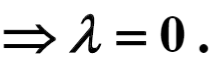 ⇒ λ = 0 .